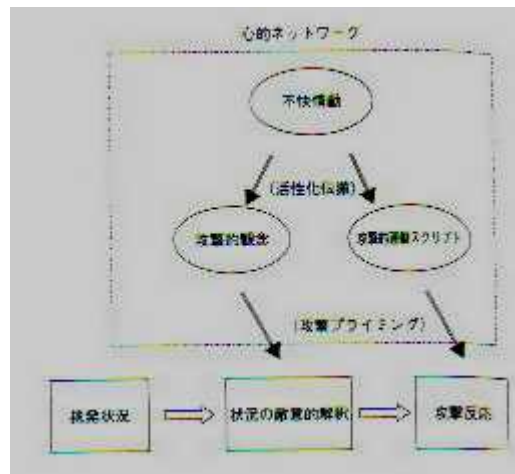 心的ネットワーク
不快情動
(活性化伝播)
攻撃的観念
攻撃的運動スクリプト
(攻撃プライミング)
挑発状況
状況の敵意的解釈
攻撃反応